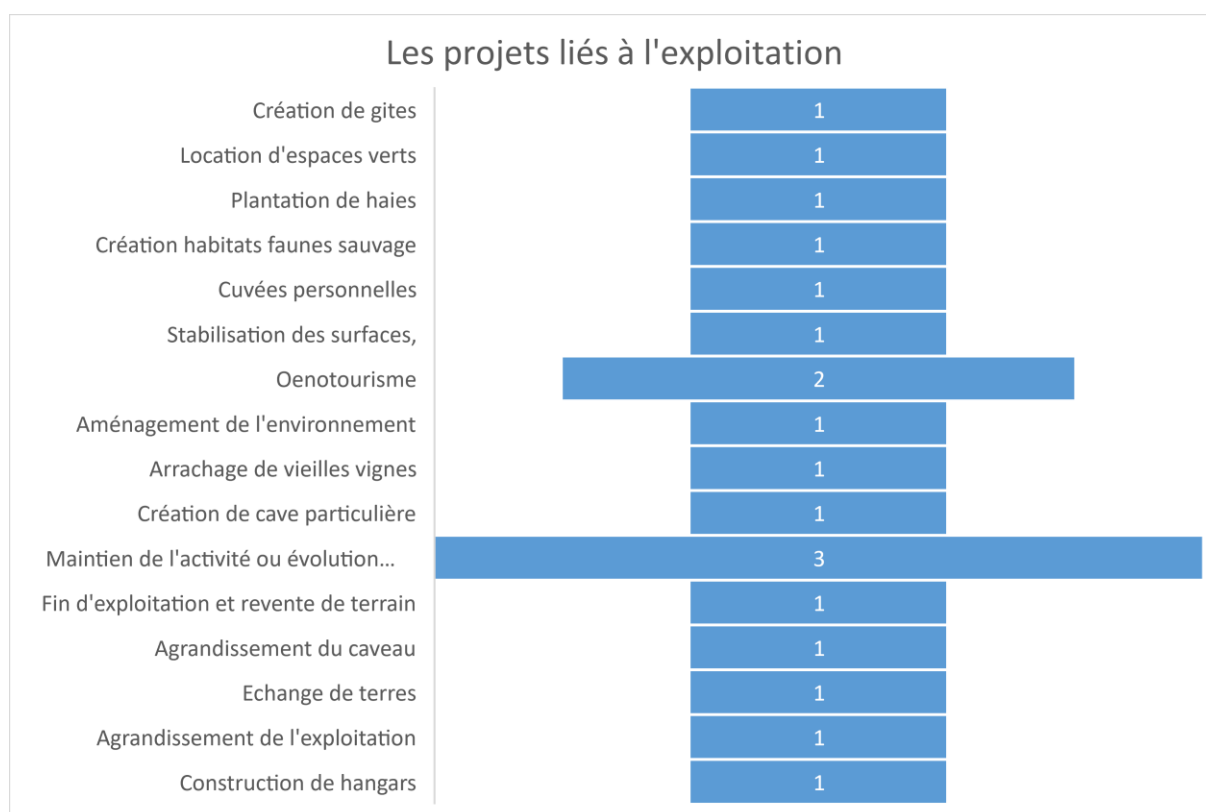 Les projets liés à l'exploitation
Création de gites 1
Location d'espaces verts 1
Plantation de haies 1
Création habitats faunes sauvage 1
Cuvées personnelles 1
Stabilisation des surfaces, 1
Oenotourisme 2
Aménagement de l'environnement 1
Arrachage de vieilles vignes 1
Création de cave particulière 1
Maintien de l'activité ou évolution... 3
Fin d'exploitation et revente de terrain 1
Agrandissement du caveau 1
Echange de terres 1
Agrandissement de l'exploitation 1
Construction de hangars 1